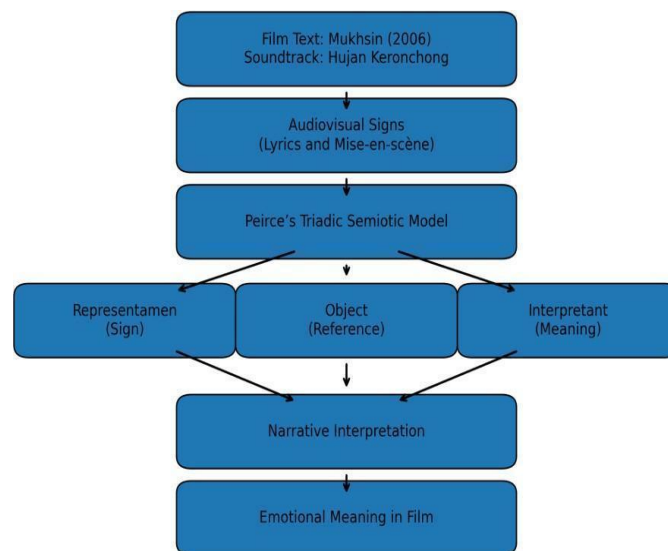 Film Text: Mukhsin (2006)
Soundtrack: Hujan Keronchong
Audiovisual Signs
(Lyrics and Mise-en-scène)
Peirce's Triadic Semiotic Model
Representamen
(Sign)
Object
(Reference)
Interpretant
(Meaning)
Narrative Interpretation
Emotional Meaning in Film